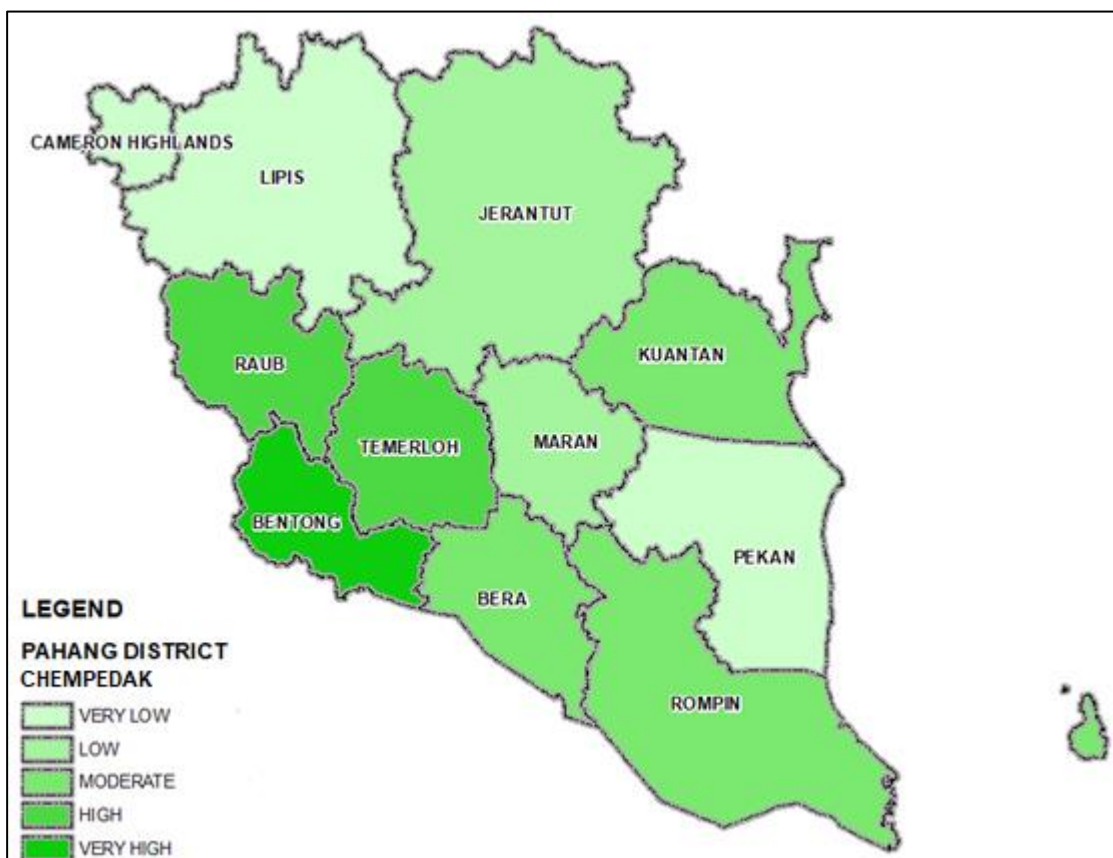 CAMERON HIGHLANDS
LIPIS
JERANTUT
RAUB
KUANTAN
TEMERLOH
MARAN
BENTONG
PEKAN
BERA
ROMPIN
LEGEND
PAHANG DISTRICT
CHEMPEDAK
VERY LOW
LOW
MODERATE
HIGH
VERY HIGH